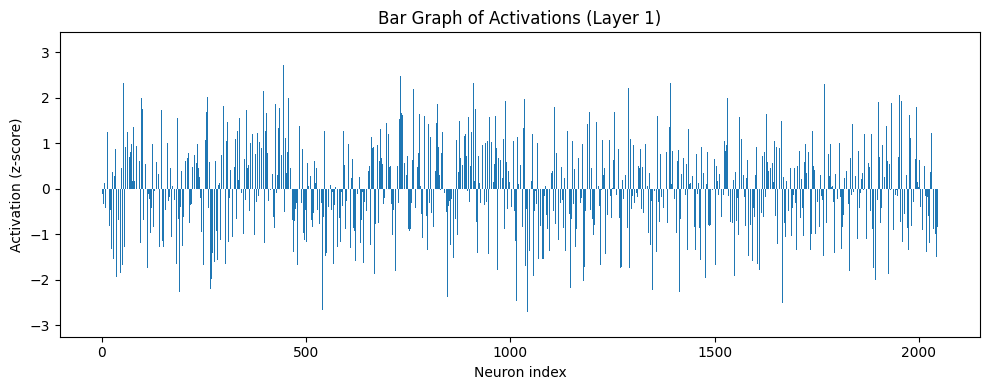 Bar Graph of Activations (Layer 1)
Activation (z-score)
3
2
1
0
−1
−2
−3
0 500 1000 1500 2000
Neuron index